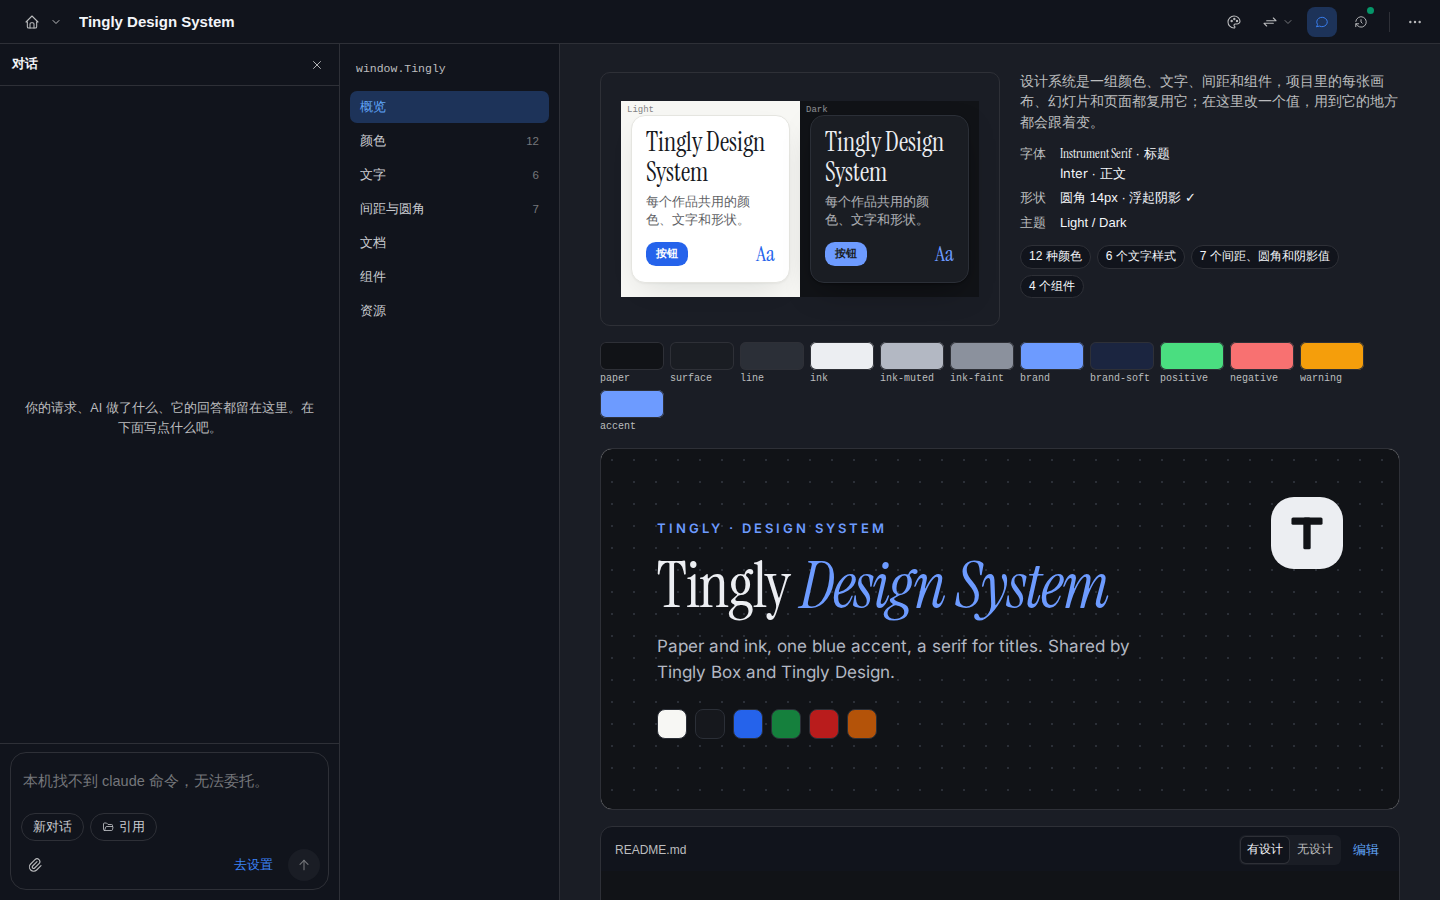 Tingly Design System
对话
你的请求、AI 做了什么、它的回答都留在这里。在
下面写点什么吧。
本机找不到 claude 命令，无法委托。
新对话
引用
去设置
window.Tingly
概览
颜色 12
文字 6
间距与圆角 7
文档
组件
资源
Light
Tingly Design
System
每个作品共用的颜
色、文字和形状。
按钮 Aa
Dark
Tingly Design
System
每个作品共用的颜
色、文字和形状。
按钮 Aa
设计系统是一组颜色、文字、间距和组件，项目里的每张画
布、幻灯片和页面都复用它；在这里改一个值，用到它的地方
都会跟着变。
字体 Instrument Serif · 标题
Inter · 正文
形状 圆角 14px · 浮起阴影 ✓
主题 Light / Dark
12 种颜色 6 个文字样式 7 个间距、圆角和阴影值
4 个组件
paper surface line ink ink-muted ink-faint brand brand-soft positive negative warning
accent
TINGLY · DESIGN SYSTEM
T
Tingly Design System
Paper and ink, one blue accent, a serif for titles. Shared by
Tingly Box and Tingly Design.
README.md 有设计 无设计 编辑